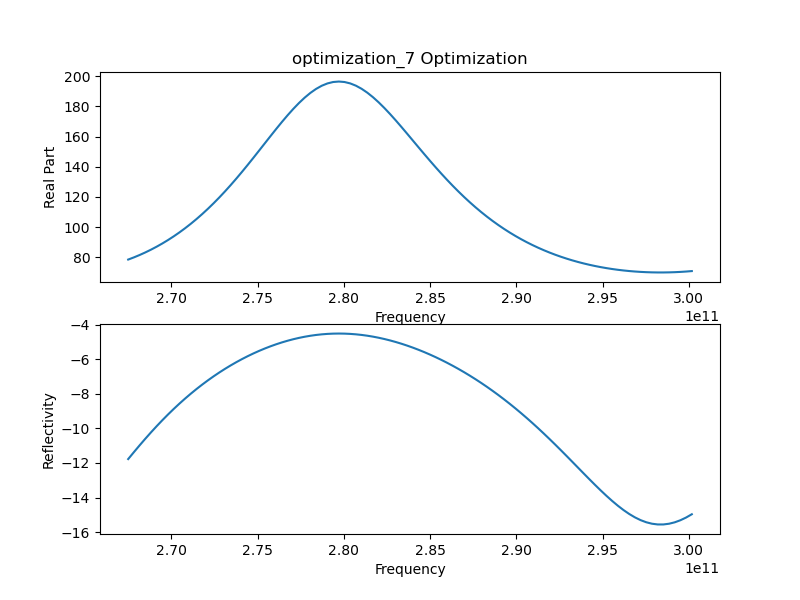 optimization_7 Optimization
Real Part
200
180
160
140
120
100
80
2.70 2.75 2.80 2.85 2.90 2.95 3.00
1e11
Frequency
Reflectivity
−4
−6
−8
−10
−12
−14
−16
2.70 2.75 2.80 2.85 2.90 2.95 3.00
1e11
Frequency